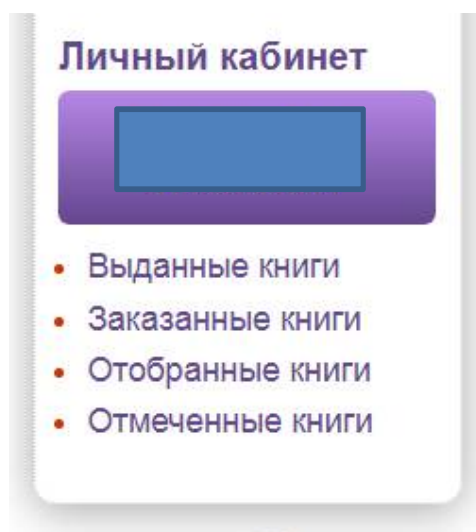 Личный кабинет
Выданные книги
Заказанные книги
Отобранные книги
Отмеченные книги